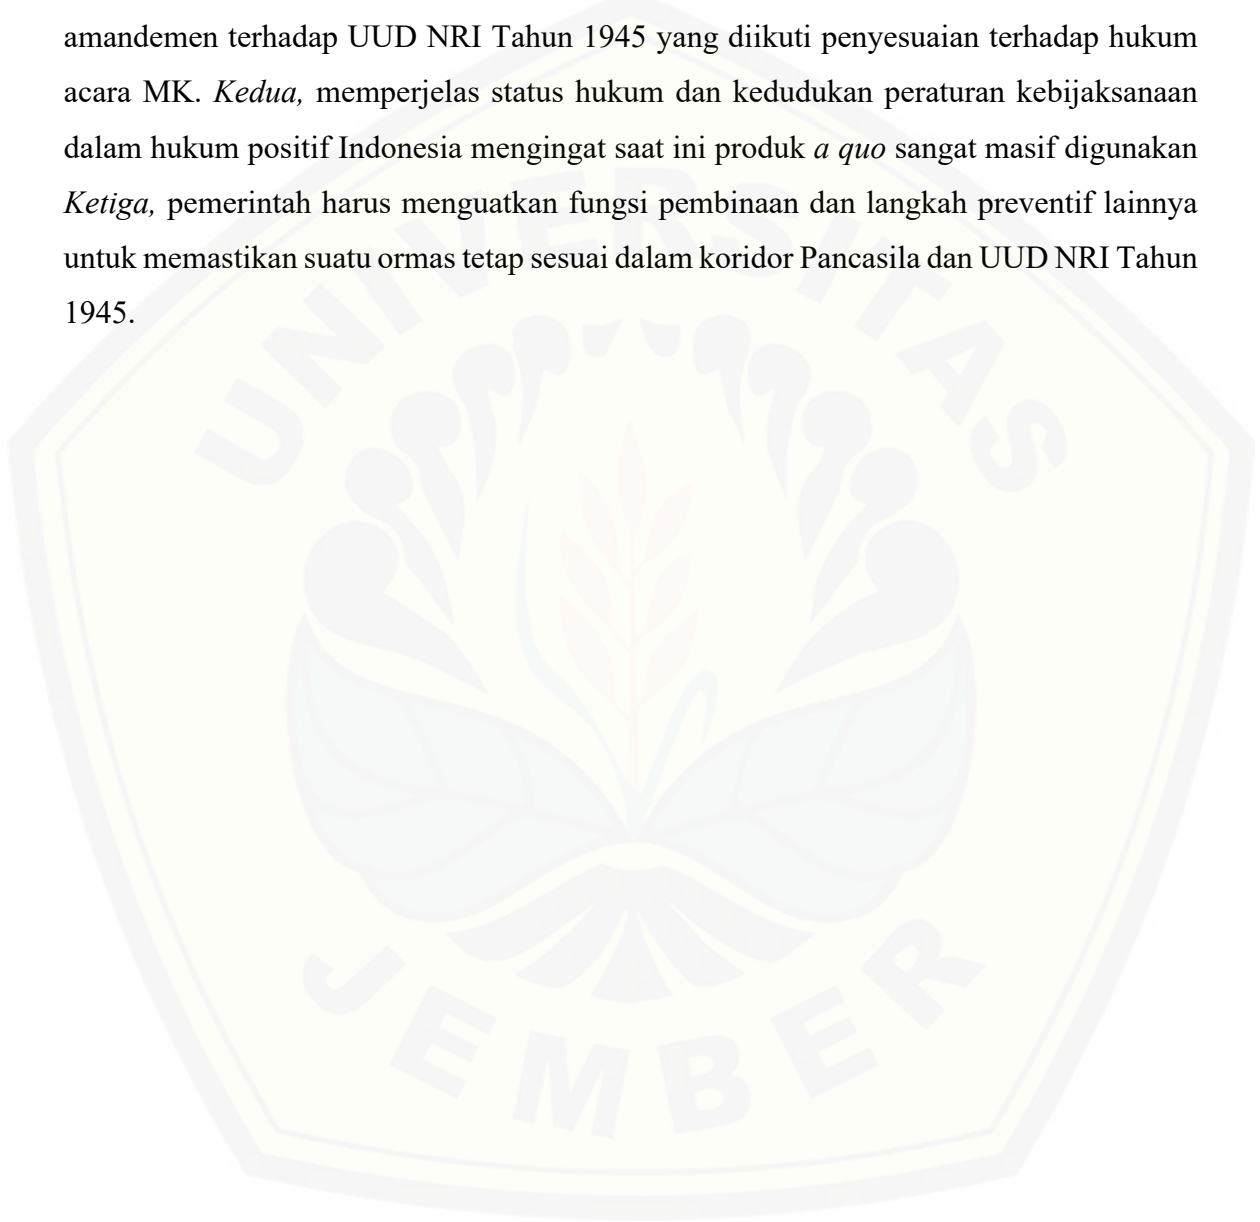 amandemen terhadap UUD NRI Tahun 1945 yang diikuti penyesuaian terhadap hukum
acara MK. Kedua, memperjelas status hukum dan kedudukan peraturan kebijaksanaan
dalam hukum positif Indonesia mengingat saat ini produk a quo sangat masif digunakan
Ketiga, pemerintah harus menguatkan fungsi pembinaan dan langkah preventif lainnya
untuk memastikan suatu ormas tetap sesuai dalam koridor Pancasila dan UUD NRI Tahun
1945.
UNIVERSITAS
JEMBER